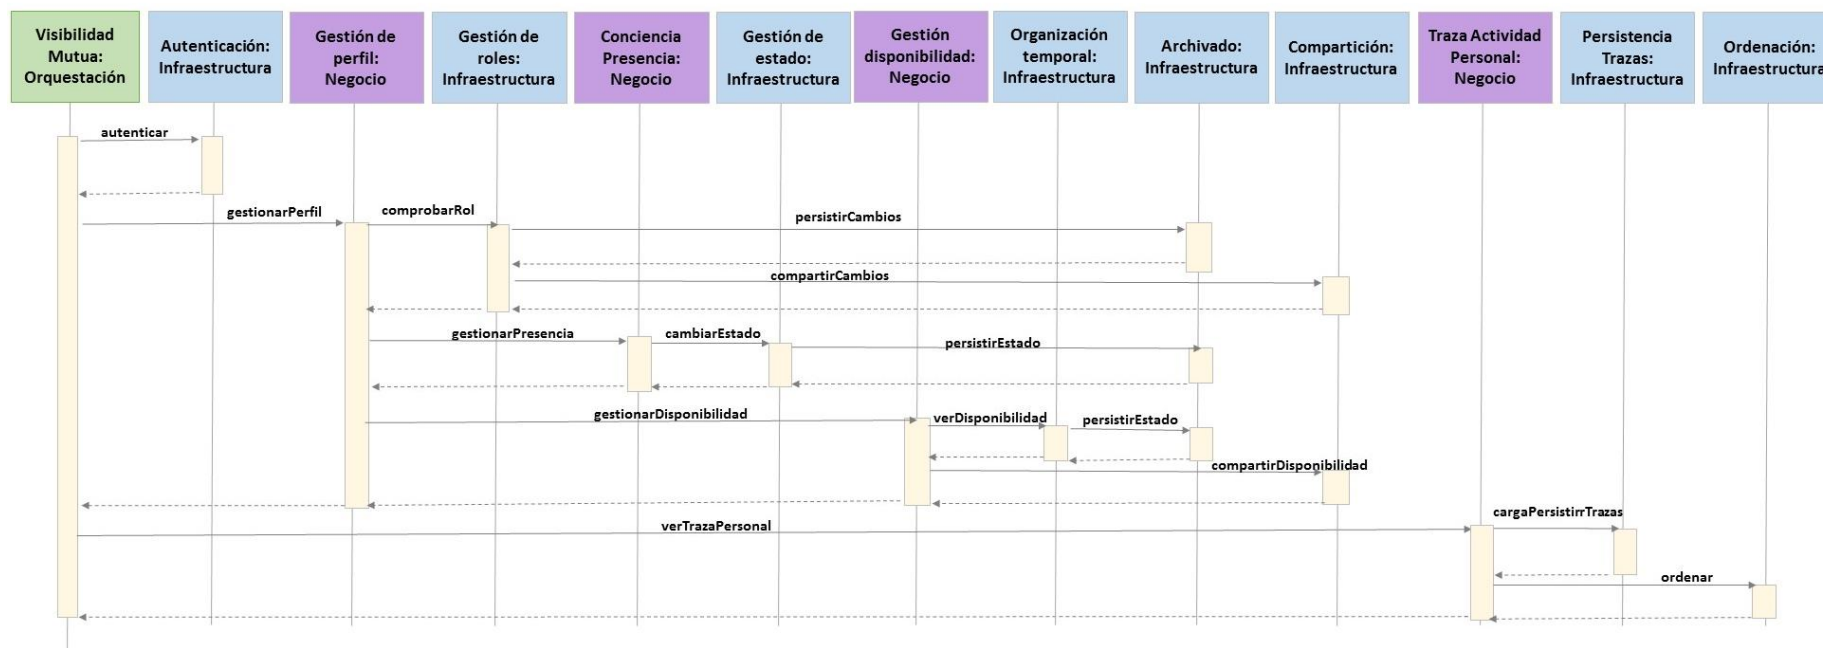 Visibilidad
Mutua:
Orquestación
Autenticación:
Infraestructura
Gestión de
perfil:
Negocio
Gestión de
roles:
Infraestructura
Conciencia
Presencia:
Negocio
Gestión de
estado:
Infraestructura
Gestión
disponibilidad:
Negocio
Organización
temporal:
Infraestructura
Archivado:
Infraestructura
Compartición:
Infraestructura
Traza Actividad
Personal:
Negocio
Persistencia
Trazas:
Infraestructura
Ordenación:
Infraestructura
autenticar
gestionarPerfil
comprobarRol
persistirCambios
compartirCambios
gestionarPresencia
cambiarEstado
persistirEstado
gestionarDisponibilidad
verDisponibilidad
persistirEstado
compartirDisponibilidad
verTrazaPersonal
cargaPersistirrTrazas
ordenar